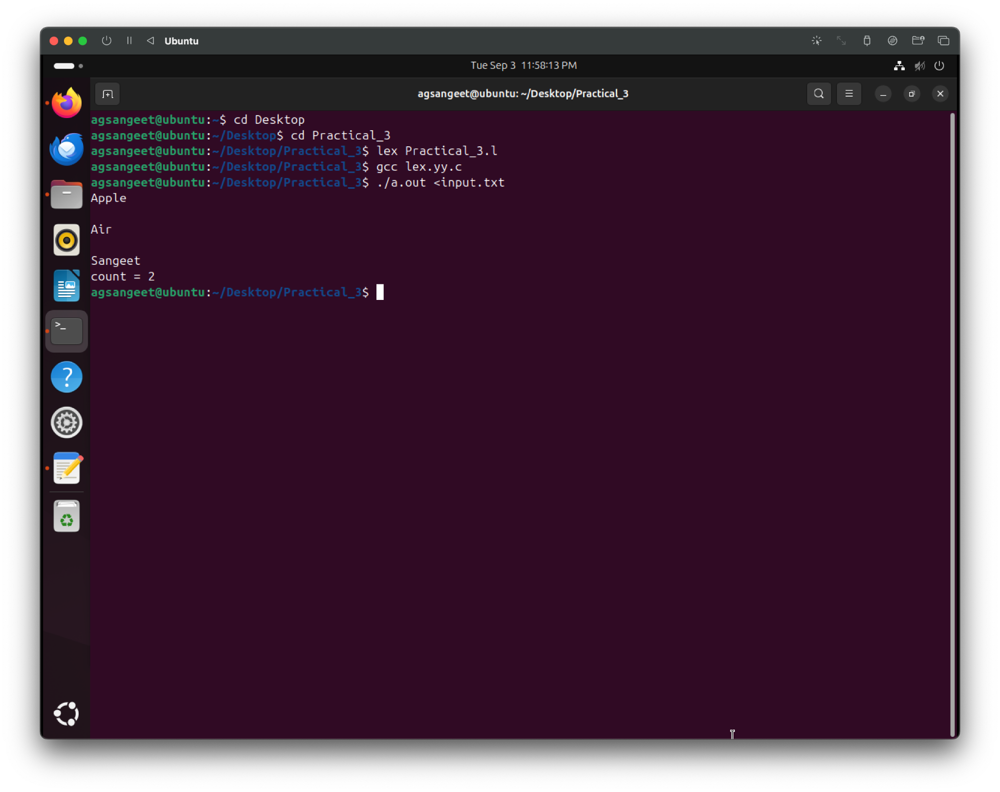 Ubuntu
Tue Sep 3 11:58:13 PM
agsangeet@ubuntu: ~/Desktop/Practical_3
agsangeet@ubuntu:~$ cd Desktop
agsangeet@ubuntu:~/Desktop$ cd Practical_3
agsangeet@ubuntu:~/Desktop/Practical_3$ lex Practical_3.l
agsangeet@ubuntu:~/Desktop/Practical_3$ gcc lex.yy.c
agsangeet@ubuntu:~/Desktop/Practical_3$ ./a.out <input.txt
Apple
Air
Sangeet
count = 2
agsangeet@ubuntu:~/Desktop/Practical_3$